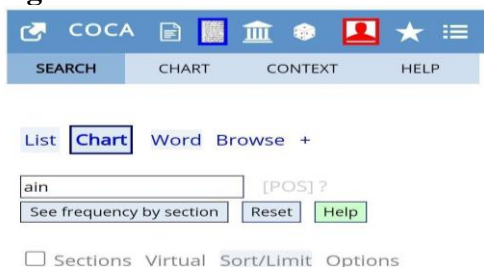 COCA
SEARCH CHART CONTEXT HELP
List Chart Word Browse +
ain [POS] ?
See frequency by section Reset Help
Sections Virtual Sort/Limit Options